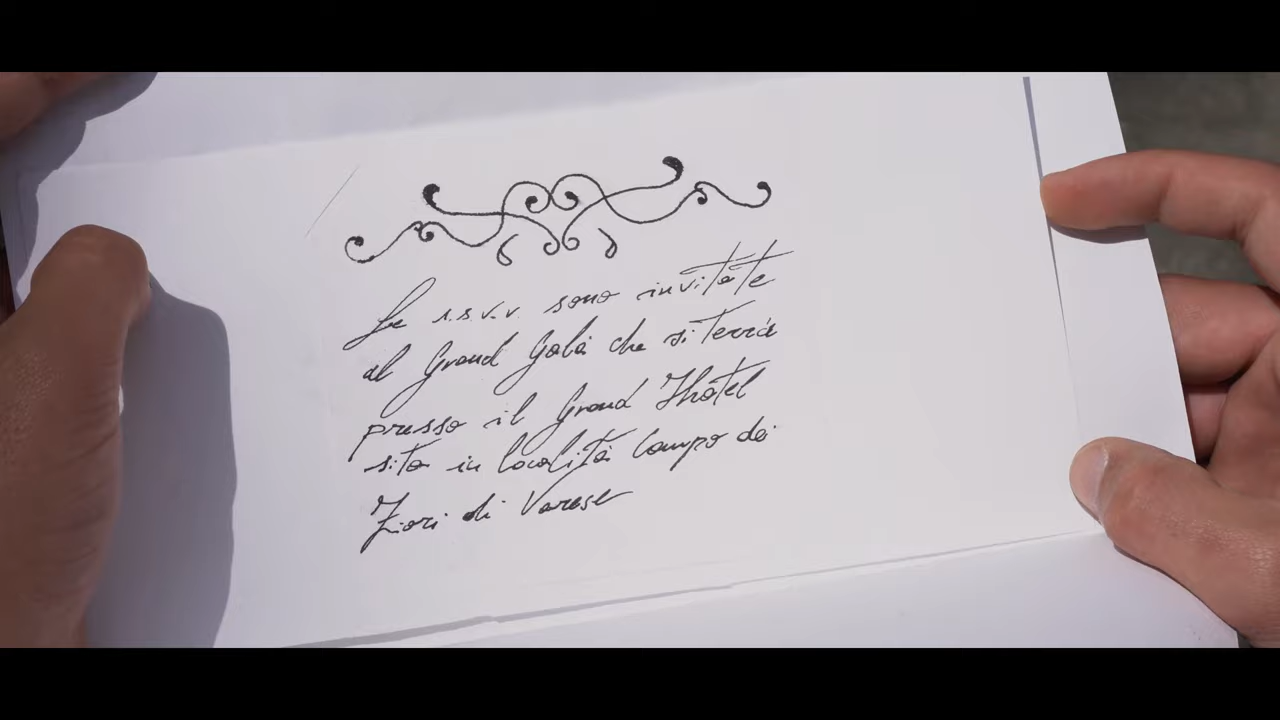 Le s.s.v.v. sono invitate
al Grand Galà che si terrà
presso il Grand Hhotel
sito in località Campo dei
Fiori di Varese